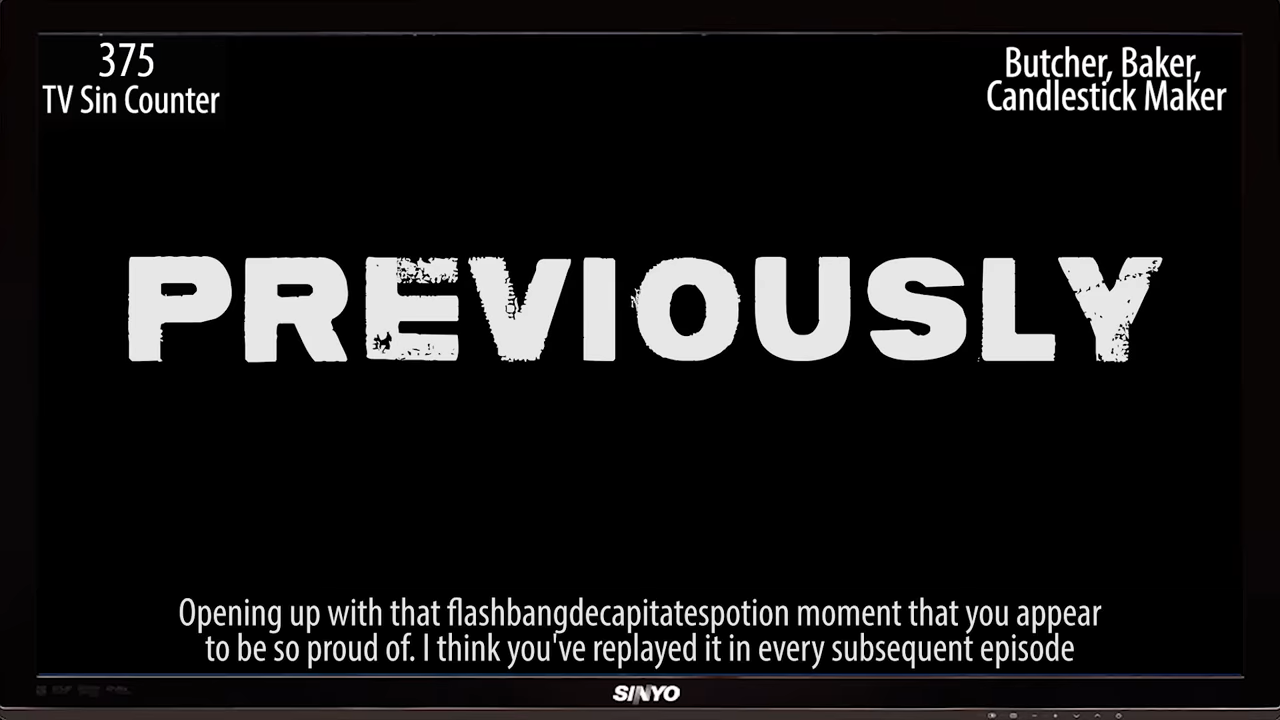 375
TV Sin Counter
Butcher, Baker,
Candlestick Maker
PREVIOUSLY
Opening up with that flashbangdecapitatespotion moment that you appear
to be so proud of. I think you've replayed it in every subsequent episode
SINYO